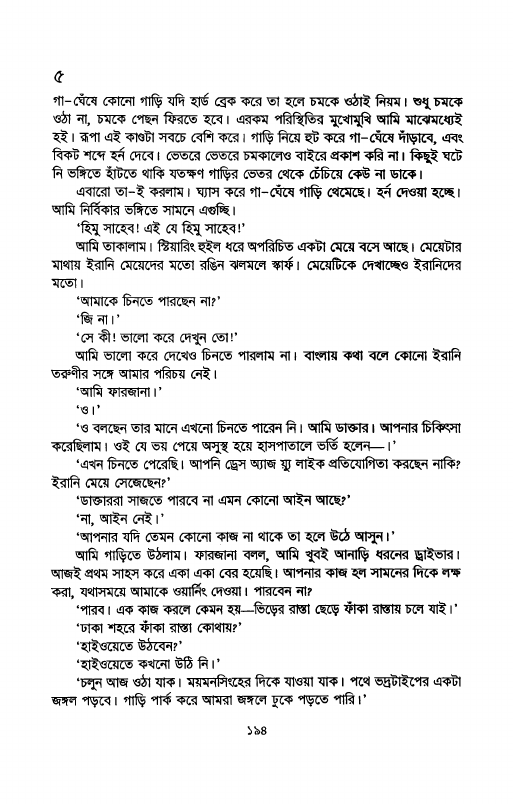 ৫
গা-ঘেঁষে কোনো গাড়ি যদি হার্ড ব্রেক করে তা হলে চমকে ওঠাই নিয়ম। শুধু চমকে
ওঠা না, চমকে পেছন ফিরতে হবে। এরকম পরিস্থিতির মুখোমুখি আমি মাঝেমধ্যেই
হই। রূপা এই কাণ্ডটা সবচে বেশি করে। গাড়ি নিয়ে হুট করে গা-ঘেঁষে দাঁড়াবে, এবং
বিকট শব্দে হর্ন দেবে। ভেতরে ভেতরে চমকালেও বাইরে প্রকাশ করি না। কিছুই ঘটে
নি ভঙ্গিতে হাঁটতে থাকি যতক্ষণ গাড়ির ভেতর থেকে চেঁচিয়ে কেউ না ডাকে।
এবারো তা-ই করলাম। ঘ্যাস করে গা-ঘেঁষে গাড়ি থেমেছে। হর্ন দেওয়া হচ্ছে।
আমি নির্বিকার ভঙ্গিতে সামনে এগুচ্ছি।
‘হিমু সাহেব! এই যে হিমু সাহেব!’
আমি তাকালাম। স্টিয়ারিং হুইল ধরে অপরিচিত একটা মেয়ে বসে আছে। মেয়েটার
মাথায় ইরানি মেয়েদের মতো রঙিন ঝলমলে স্কার্ফ। মেয়েটিকে দেখাচ্ছেও ইরানিদের
মতো।
‘আমাকে চিনতে পারছেন না?’
‘জি না।’
‘সে কী! ভালো করে দেখুন তো!’
আমি ভালো করে দেখেও চিনতে পারলাম না। বাংলায় কথা বলে কোনো ইরানি
তরুণীর সঙ্গে আমার পরিচয় নেই।
‘আমি ফারজানা।’
‘ও।’
‘ও বলছেন তার মানে এখনো চিনতে পারেন নি। আমি ডাক্তার। আপনার চিকিৎসা
করেছিলাম। ওই যে ভয় পেয়ে অসুস্থ হয়ে হাসপাতালে ভর্তি হলেন—।’
‘এখন চিনতে পেরেছি। আপনি ড্রেস অ্যাজ য়্যু লাইক প্রতিযোগিতা করছেন নাকি?
ইরানি মেয়ে সেজেছেন?’
‘ডাক্তাররা সাজতে পারবে না এমন কোনো আইন আছে?’
‘না, আইন নেই।’
‘আপনার যদি তেমন কোনো কাজ না থাকে তা হলে উঠে আসুন।’
আমি গাড়িতে উঠলাম। ফারজানা বলল, আমি খুবই আনাড়ি ধরনের ড্রাইভার।
আজই প্রথম সাহস করে একা একা বের হয়েছি। আপনার কাজ হল সামনের দিকে লক্ষ
করা, যথাসময়ে আমাকে ওয়ার্নিং দেওয়া। পারবেন না?
‘পারব। এক কাজ করলে কেমন হয়—ভিড়ের রাস্তা ছেড়ে ফাঁকা রাস্তায় চলে যাই।’
‘ঢাকা শহরে ফাঁকা রাস্তা কোথায়?’
‘হাইওয়েতে উঠবেন?’
‘হাইওয়েতে কখনো উঠি নি।’
‘চলুন আজ ওঠা যাক। ময়মনসিংহের দিকে যাওয়া যাক। পথে ভদ্রটাইপের একটা
জঙ্গল পড়বে। গাড়ি পার্ক করে আমরা জঙ্গলে ঢুকে পড়তে পারি।’
১৯৪